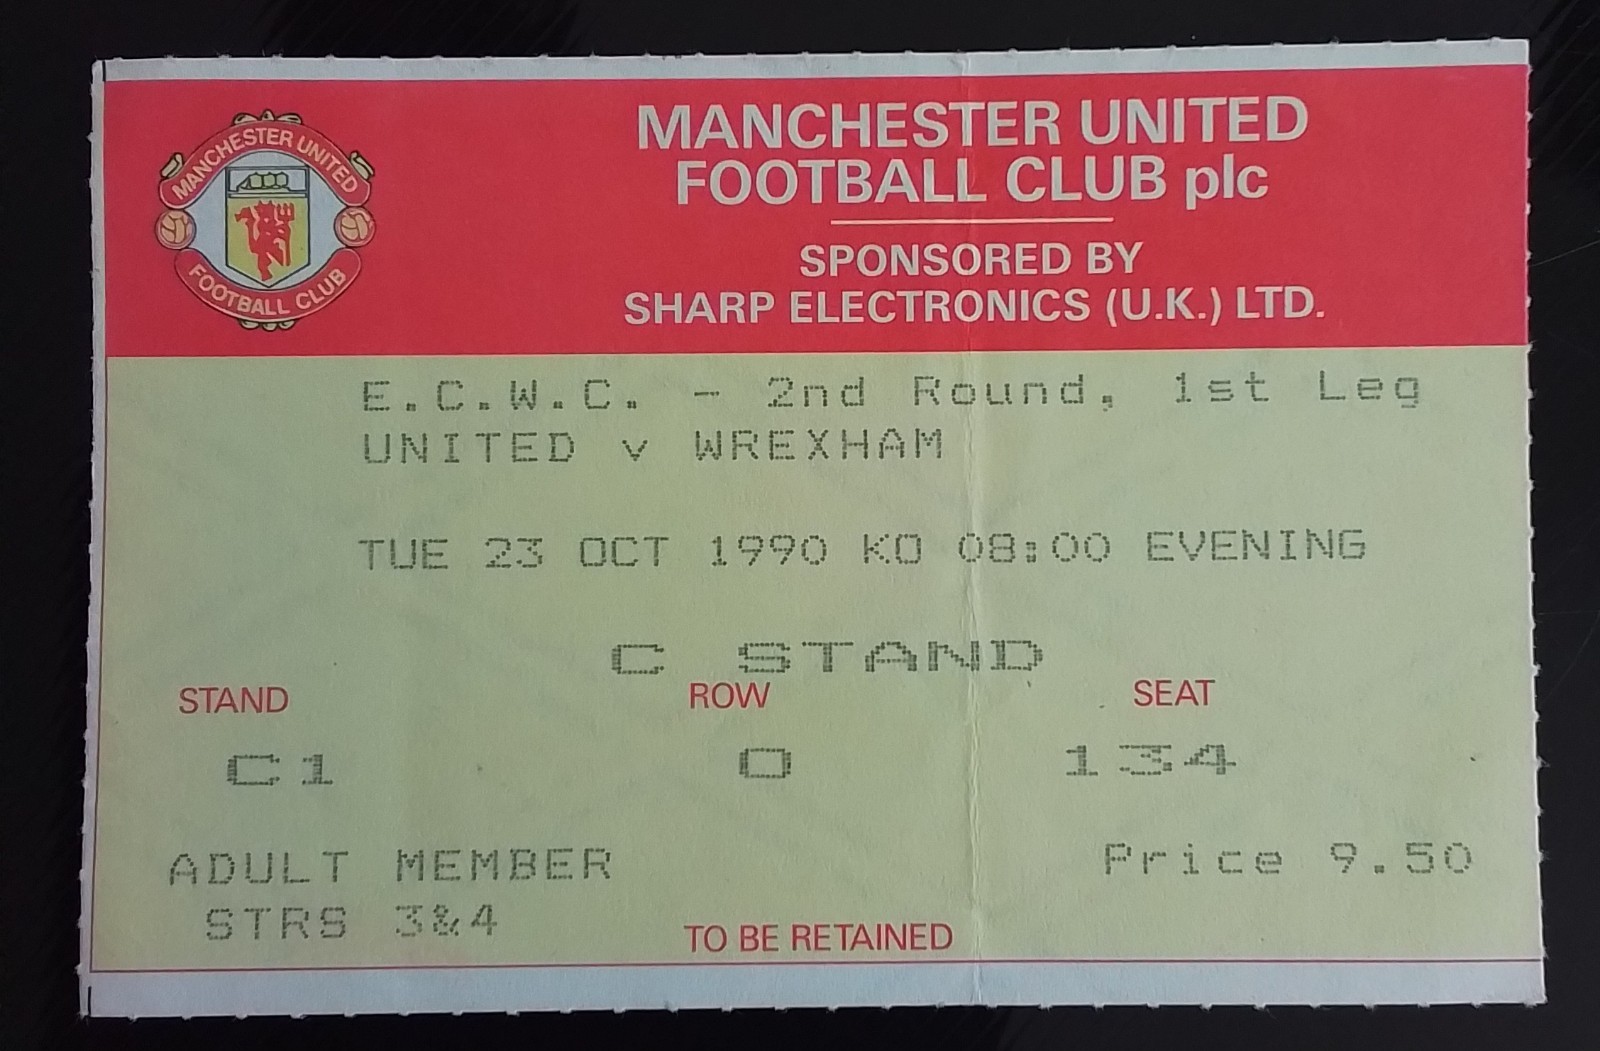 MANCHESTER UNITED
FOOTBALL CLUB
MANCHESTER UNITED
FOOTBALL CLUB plc
SPONSORED BY
SHARP ELECTRONICS (U.K.) LTD.
E.C.W.C. - 2nd Round, 1st Leg
UNITED v WREXHAM
TUE 23 OCT 1990 KO 08:00 EVENING
C STAND
STAND ROW SEAT
C1 O 134
ADULT MEMBER Price 9.50
STRS 3&4
TO BE RETAINED